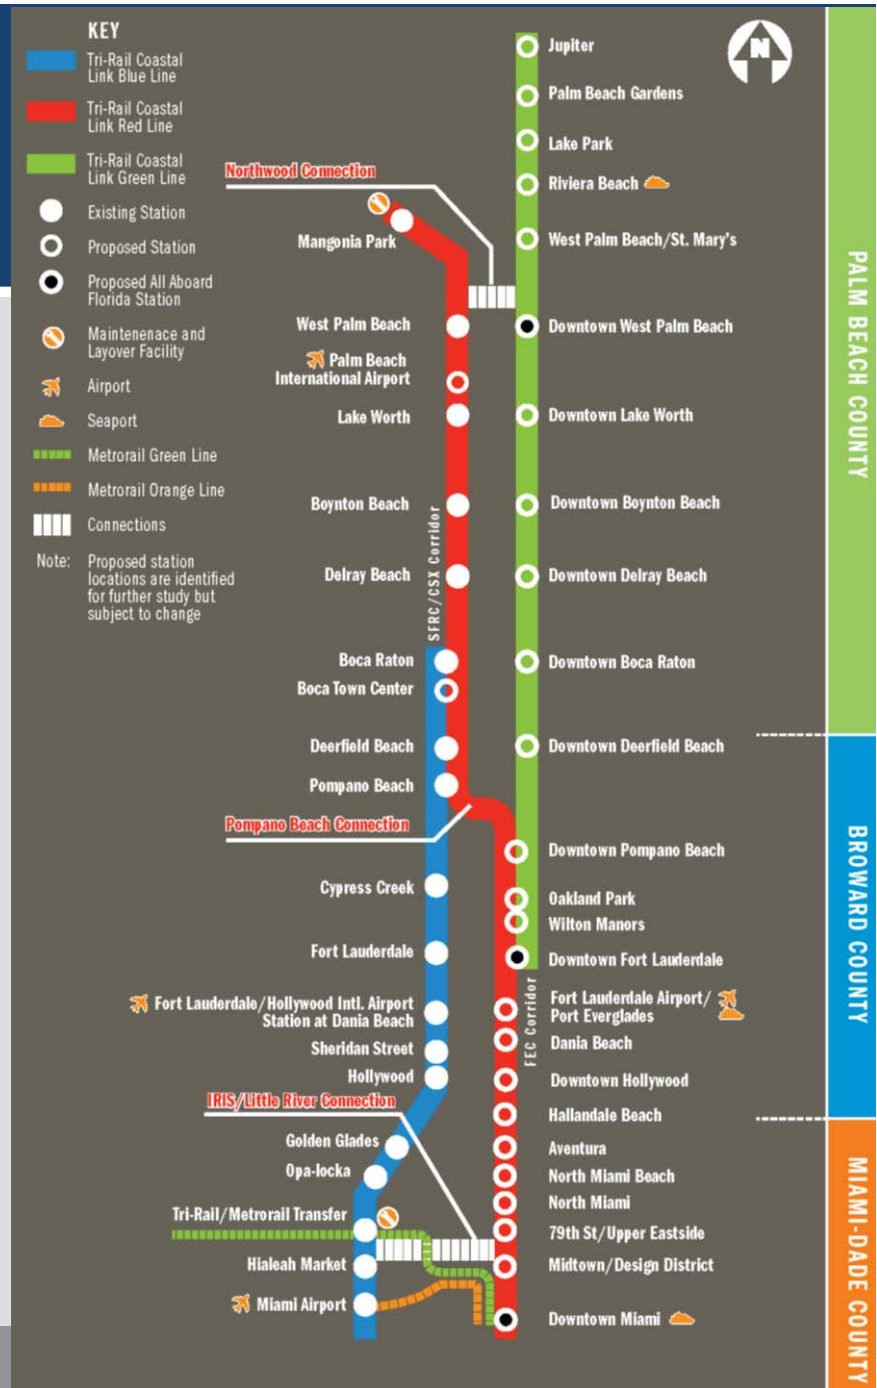 KEY
Tri-Rail Coastal
Link Blue Line
Tri-Rail Coastal
Link Red Line
Tri-Rail Coastal
Link Green Line
Existing Station
Proposed Station
Proposed All Aboard
Florida Station
Maintenenace and
Layover Facility
Airport
Seaport
Metrorail Green Line
Metrorail Orange Line
Connections
Note: Proposed station
locations are identified
for further study but
subject to change
N
Northwood Connection
Mangonia Park
West Palm Beach
Palm Beach
International Airport
Lake Worth
Boynton Beach
Delray Beach
SFRC/CSX Corridor
Boca Raton
Boca Town Center
Deerfield Beach
Pompano Beach
Pompano Beach Connection
Cypress Creek
Fort Lauderdale
Fort Lauderdale/Hollywood Intl. Airport
Station at Dania Beach
Sheridan Street
Hollywood
IRIS/Little River Connection
Golden Glades
Opa-locka
Tri-Rail/Metrorail Transfer
Hialeah Market
Miami Airport
Jupiter
Palm Beach Gardens
Lake Park
Riviera Beach
West Palm Beach/St. Mary's
Downtown West Palm Beach
Downtown Lake Worth
Downtown Boynton Beach
Downtown Delray Beach
Downtown Boca Raton
Downtown Deerfield Beach
Downtown Pompano Beach
Oakland Park
Wilton Manors
Downtown Fort Lauderdale
FEC Corridor
Fort Lauderdale Airport/
Port Everglades
Dania Beach
Downtown Hollywood
Hallandale Beach
Aventura
North Miami Beach
North Miami
79th St/Upper Eastside
Midtown/Design District
Downtown Miami
PALM BEACH COUNTY
BROWARD COUNTY
MIAMI-DADE COUNTY